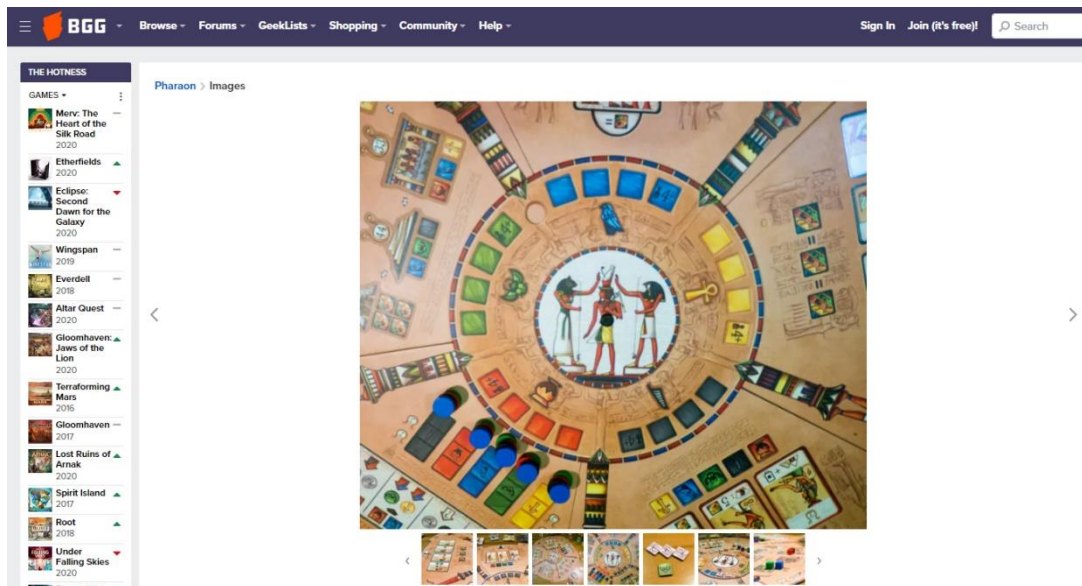 BGG
Browse Forums GeekLists Shopping Community Help
Sign In Join (it's free)! Search
THE HOTNESS
GAMES
Merv: The
Heart of the
Silk Road
2020
Etherfields
2020
Eclipse:
Second
Dawn for the
Galaxy
2020
Wingspan
2019
Everdell
2018
Altar Quest
2020
Gloomhaven:
Jaws of the
Lion
2020
Terraforming
Mars
2016
Gloomhaven
2017
Lost Ruins of
Arnak
2020
Spirit Island
2017
Root
2018
Under
Falling Skies
2020
Pharaon > Images